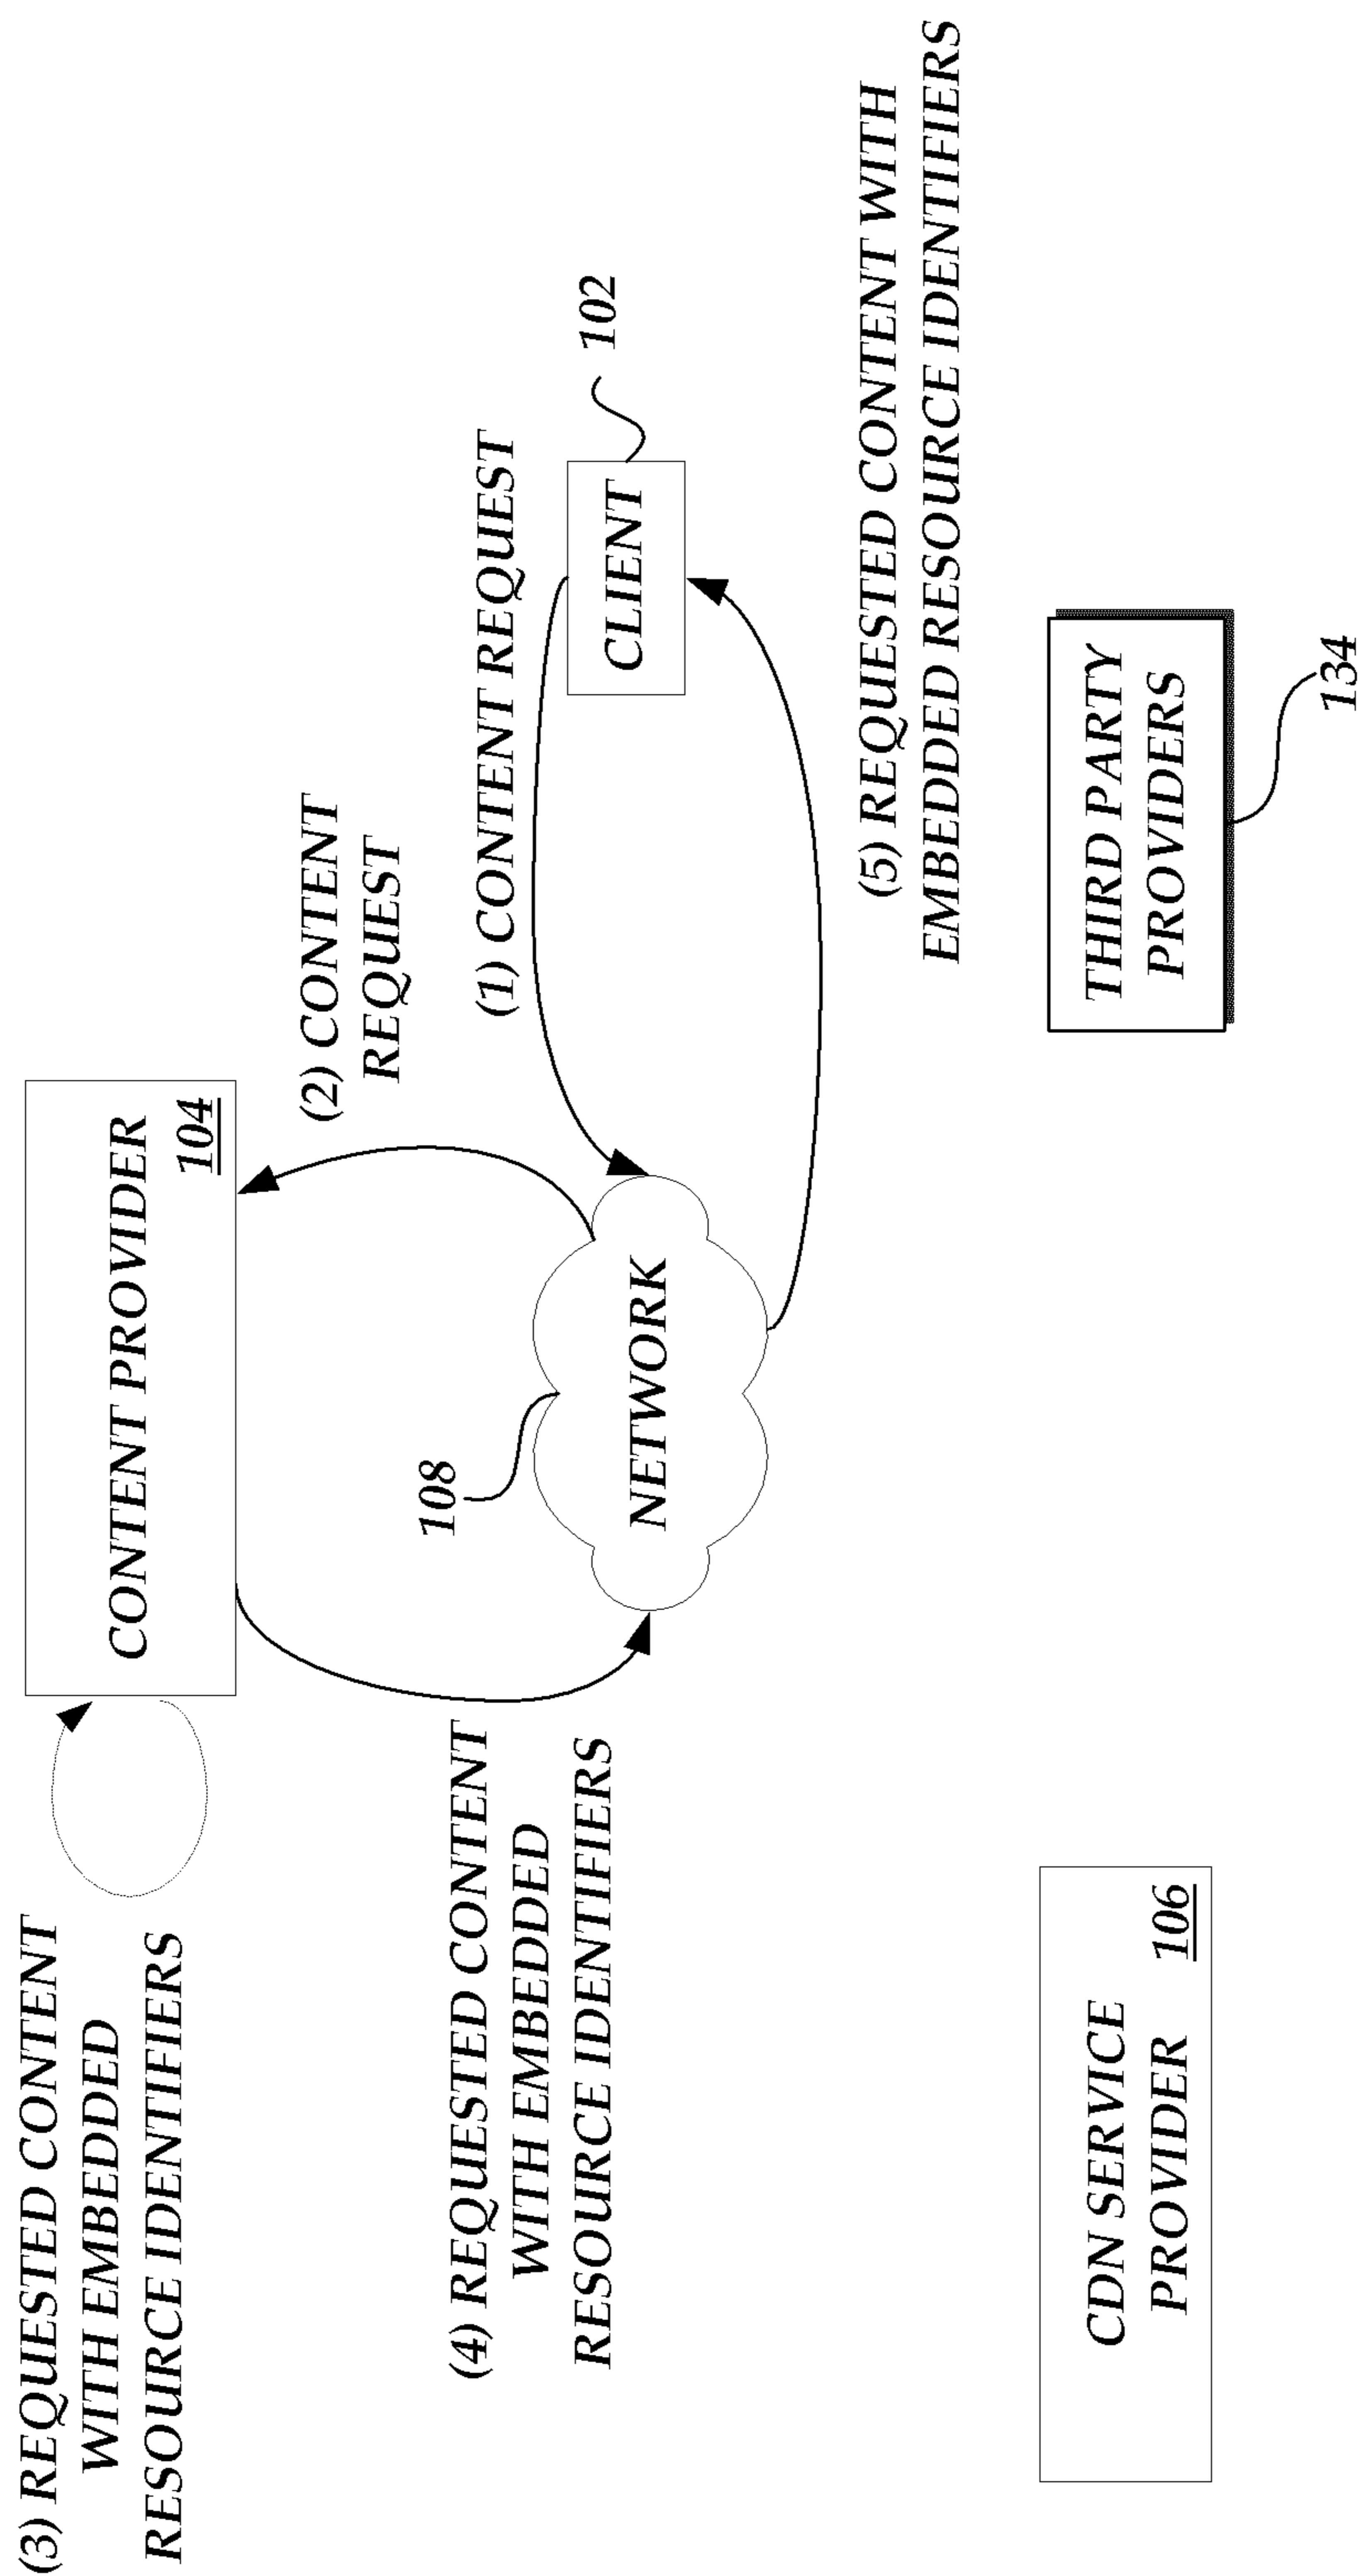 (3) REQUESTED CONTENT
WITH EMBEDDED
RESOURCE IDENTIFIERS
CONTENT PROVIDER
104
(2) CONTENT
REQUEST
(4) REQUESTED CONTENT
WITH EMBEDDED
RESOURCE IDENTIFIERS
108
(1) CONTENT REQUEST
NETWORK
CLIENT
102
(5) REQUESTED CONTENT WITH
EMBEDDED RESOURCE IDENTIFIERS
CDN SERVICE
PROVIDER
106
THIRD PARTY
PROVIDERS
134